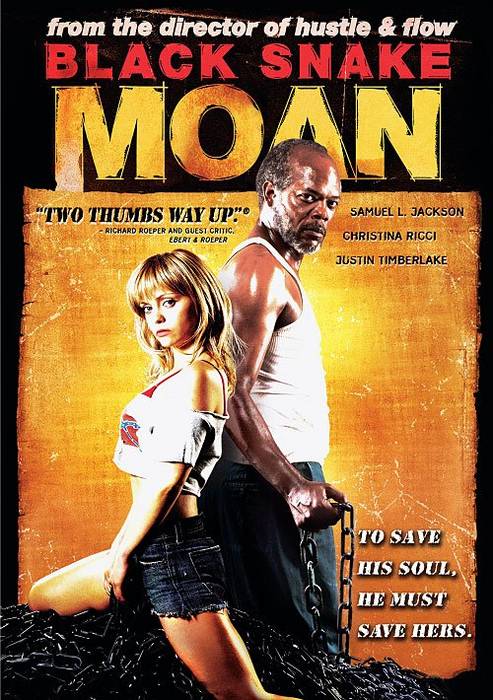 from the director of hustle & flow
BLACK SNAKE
MOAN
"TWO THUMBS WAY UP."®
- RICHARD ROEPER AND GUEST CRITIC,
EBERT & ROEPER
SAMUEL L. JACKSON
CHRISTINA RICCI
JUSTIN TIMBERLAKE
TO SAVE
HIS SOUL,
HE MUST
SAVE HERS.